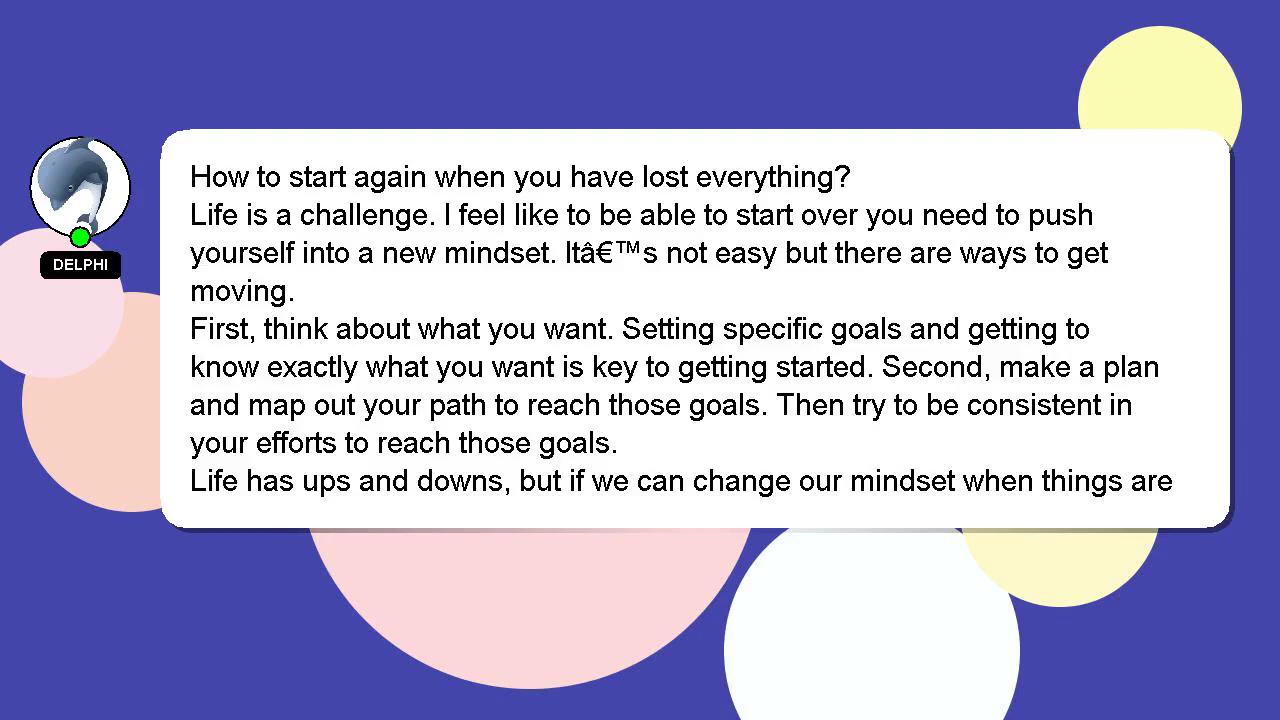 How to start again when you have lost everything?
Life is a challenge. I feel like to be able to start over you need to push
yourself into a new mindset. Itâ€™s not easy but there are ways to get
moving.
First, think about what you want. Setting specific goals and getting to
know exactly what you want is key to getting started. Second, make a plan
and map out your path to reach those goals. Then try to be consistent in
your efforts to reach those goals.
Life has ups and downs, but if we can change our mindset when things are
DELPHI